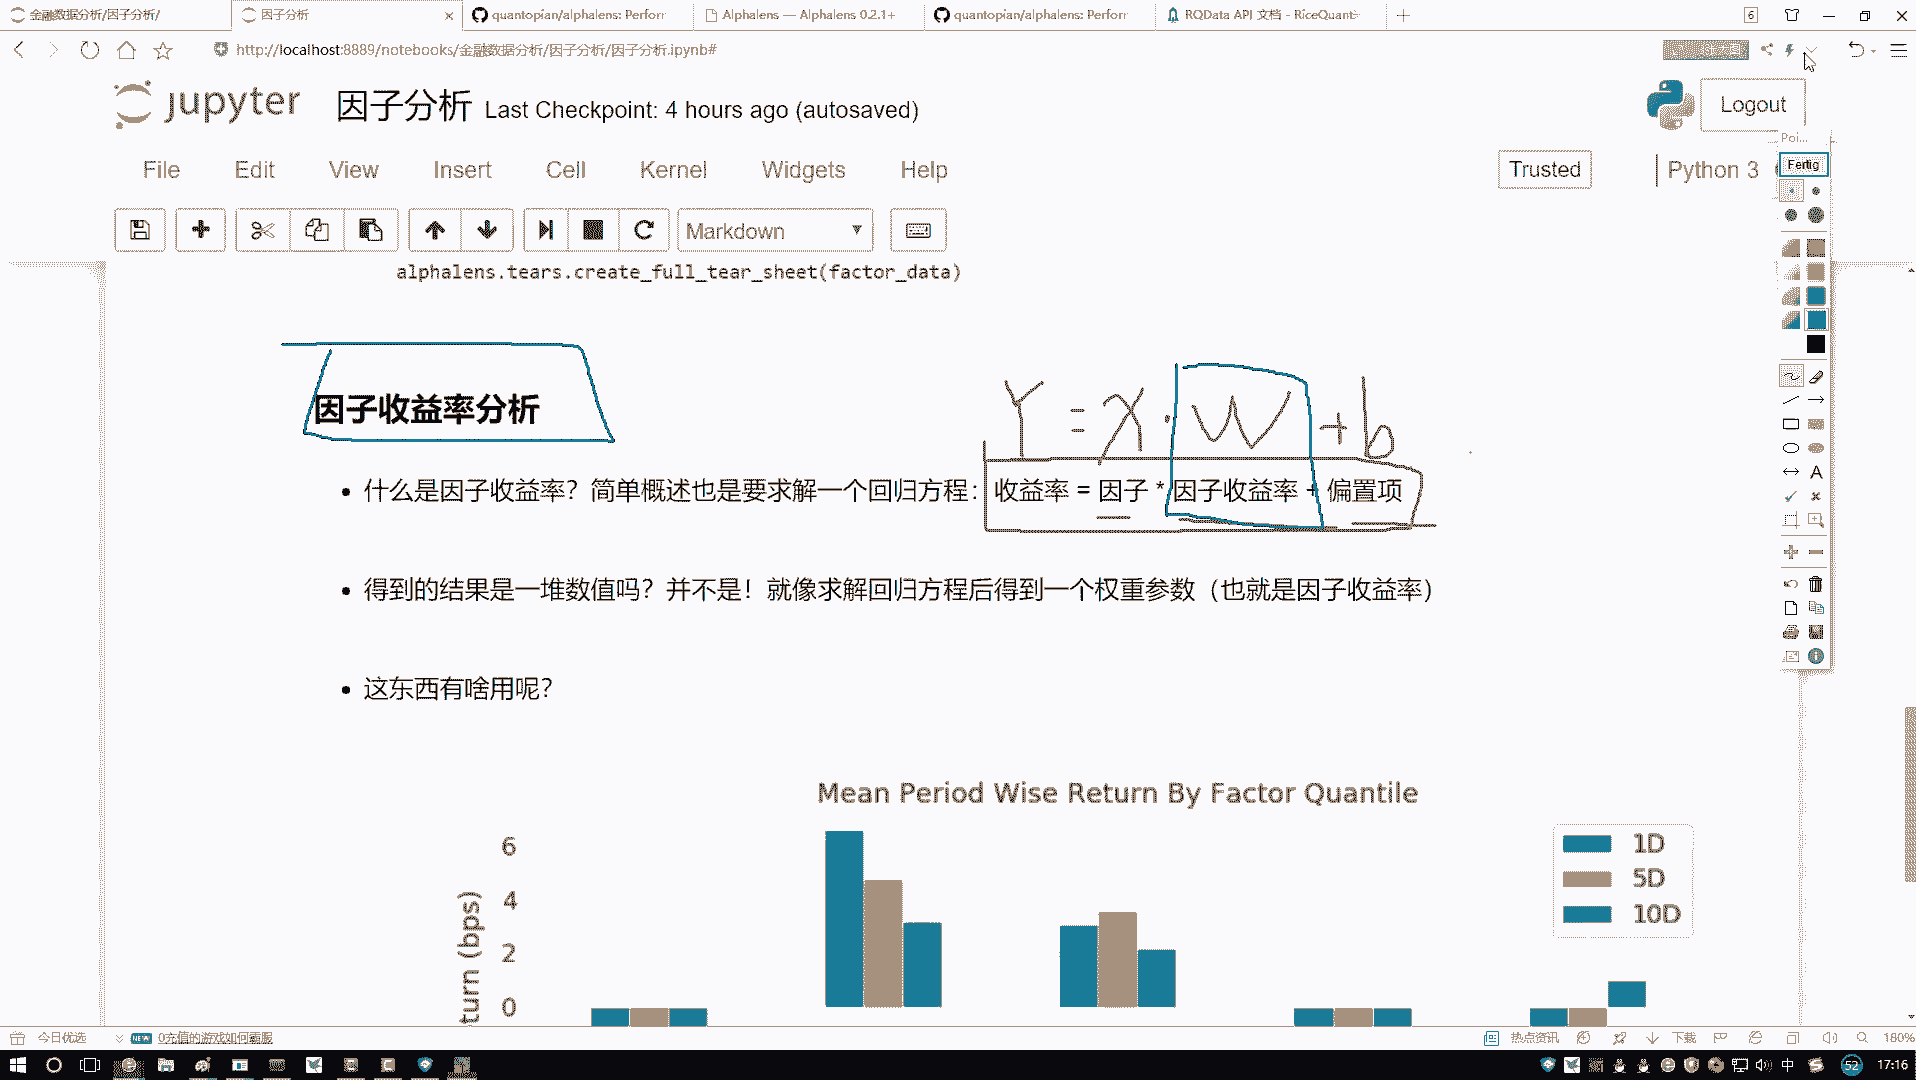 金融数据分析/因子分析/
因子分析
quantopian/alphalens: Perfor
Alphalens — Alphalens 0.2.1+
quantopian/alphalens: Perfor
RQData API 文档 - RiceQuant
6
http://localhost:8889/notebooks/金融数据分析/因子分析/因子分析.ipynb#
jupyter 因子分析 Last Checkpoint: 4 hours ago (autosaved)
Logout
Poi...
Fertig
File Edit View Insert Cell Kernel Widgets Help
Trusted
Python 3
Markdown
alphalens.tears.create_full_tear_sheet(factor_data)
因子收益率分析
Y = X · W + b
什么是因子收益率？简单概述也是要求解一个回归方程：收益率 = 因子 * 因子收益率 + 偏置项
得到的结果是一堆数值吗？并不是！就像求解回归方程后得到一个权重参数（也就是因子收益率）
这东西有啥用呢？
Mean Period Wise Return By Factor Quantile
turn (bps)
6
4
2
0
1D
5D
10D
今日优选
NEW
0充值的游戏如何霸服
热点资讯
下载
180%
中
52
17:16